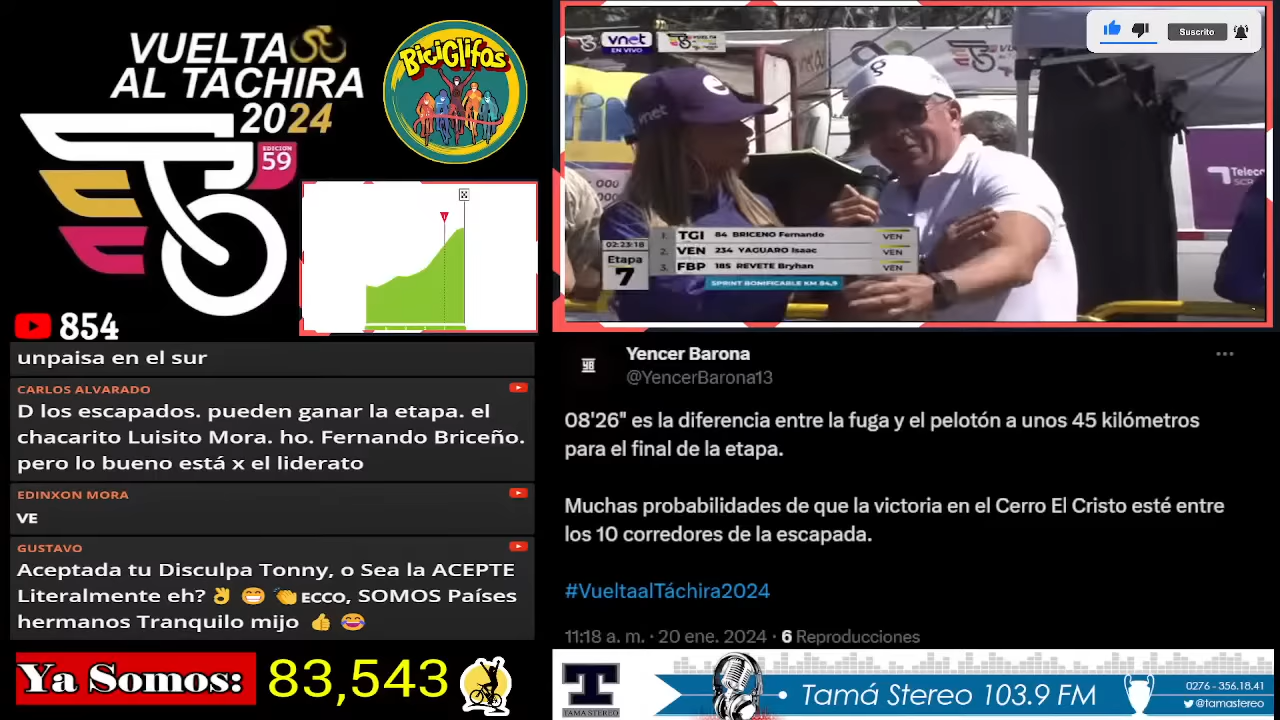 VUELTA
AL TACHIRA
2024
EDICION
59
BiciGlifos
854
unpaisa en el sur
CARLOS ALVARADO
D los escapados. pueden ganar la etapa. el
chacarito Luisito Mora. ho. Fernando Briceño.
pero lo bueno está x el liderato
EDINXON MORA
VE
GUSTAVO
Aceptada tu Disculpa Tonny, o Sea la ACEPTE
Literalmente eh? 👌 😁 👏 ECCO, SOMOS Países
hermanos Tranquilo mijo 👍 😂
Ya Somos: 83,543
vnet
EN VIVO
Suscrito
vnet
Telec
02:23:18
Etapa
7
1. TGI 84 BRICENO Fernando VEN
2. VEN 234 YAGUARO Isaac VEN
3. FBP 185 REVETE Bryhan VEN
SPRINT BONIFICABLE KM 84,9
YB
Yencer Barona
@YencerBarona13
08'26" es la diferencia entre la fuga y el pelotón a unos 45 kilómetros
para el final de la etapa.
Muchas probabilidades de que la victoria en el Cerro El Cristo esté entre
los 10 corredores de la escapada.
#VueltaalTáchira2024
11:18 a. m. · 20 ene. 2024 · 6 Reproducciones
T
TAMÁ STEREO
Tamá Stereo 103.9 FM
0276 - 356.18.41
@tamastereo